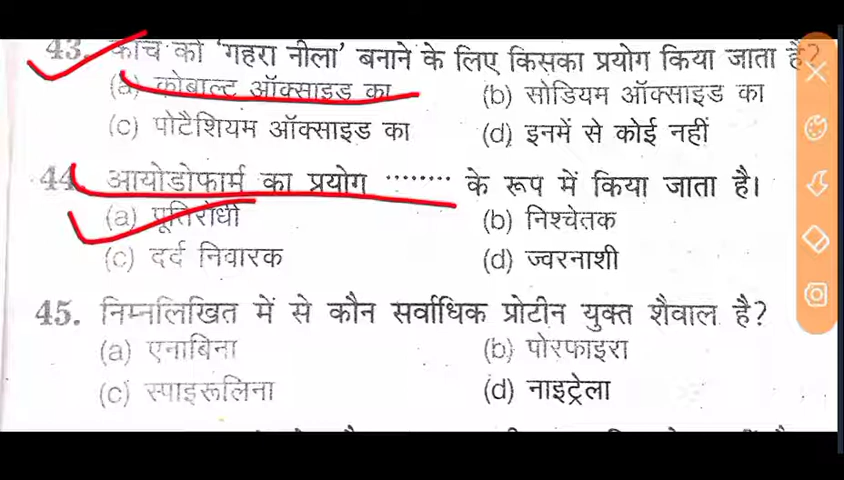 43. काँच को 'गहरा नीला' बनाने के लिए किसका प्रयोग किया जाता है?
(a) कोबाल्ट ऑक्साइड का (b) सोडियम ऑक्साइड का
(c) पोटैशियम ऑक्साइड का (d) इनमें से कोई नहीं
44. आयोडोफार्म का प्रयोग ........ के रूप में किया जाता है।
(a) पूतिरोधी (b) निश्चेतक
(c) दर्द निवारक (d) ज्वरनाशी
45. निम्नलिखित में से कौन सर्वाधिक प्रोटीन युक्त शैवाल है?
(a) एनाबिना (b) पोरफाइरा
(c) स्पाइरूलिना (d) नाइट्रेला